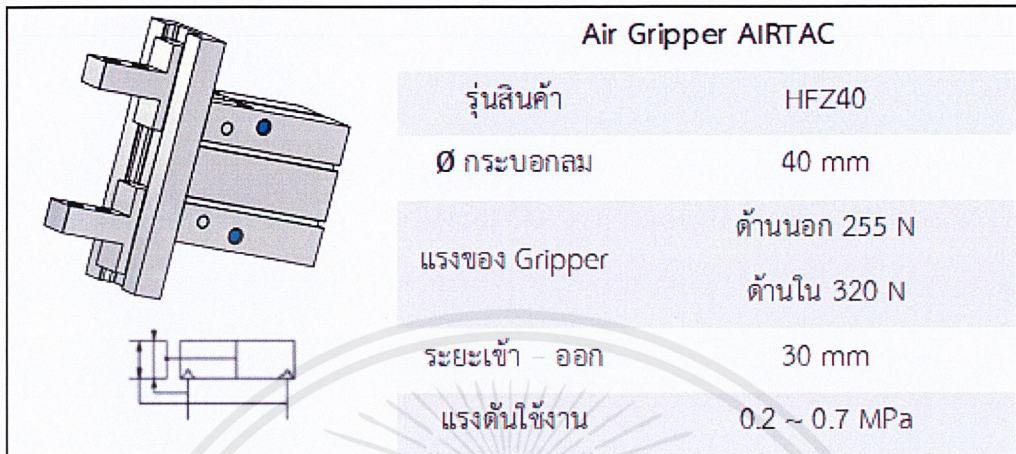 Air Gripper AIRTAC
รุ่นสินค้า HFZ40
Ø กระบอกลม 40 mm
แรงของ Gripper
ด้านนอก 255 N
ด้านใน 320 N
ระยะเข้า – ออก 30 mm
แรงดันใช้งาน 0.2 ~ 0.7 MPa